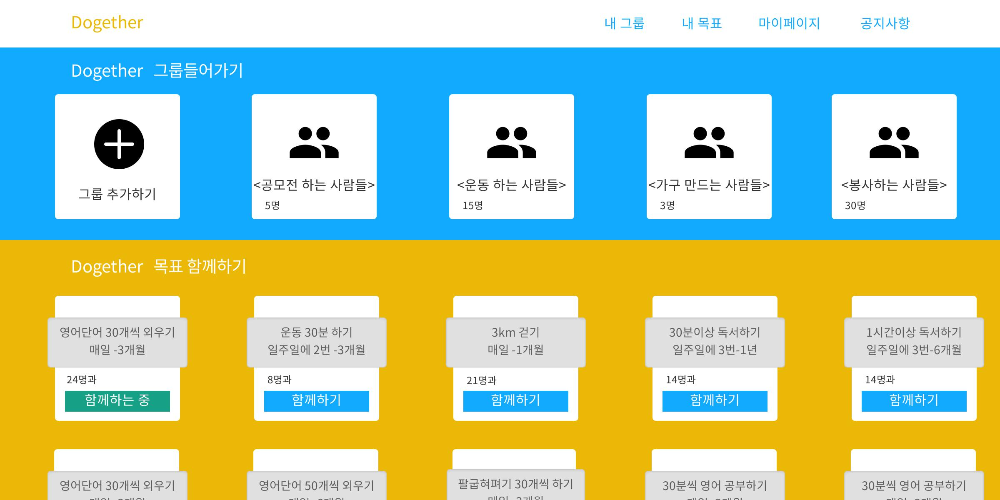 Dogether
내 그룹
내 목표
마이페이지
공지사항
Dogether 그룹들어가기
그룹 추가하기
<공모전 하는 사람들>
5명
<운동 하는 사람들>
15명
<가구 만드는 사람들>
3명
<봉사하는 사람들>
30명
Dogether 목표 함께하기
영어단어 30개씩 외우기
매일 -3개월
24명과
함께하는 중
운동 30분 하기
일주일에 2번 -3개월
8명과
함께하기
3km 걷기
매일 -1개월
21명과
함께하기
30분이상 독서하기
일주일에 3번-1년
14명과
함께하기
1시간이상 독서하기
일주일에 3번-6개월
14명과
함께하기
영어단어 30개씩 외우기
영어단어 50개씩 외우기
팔굽혀펴기 30개씩 하기
30분씩 영어 공부하기
30분씩 영어 공부하기